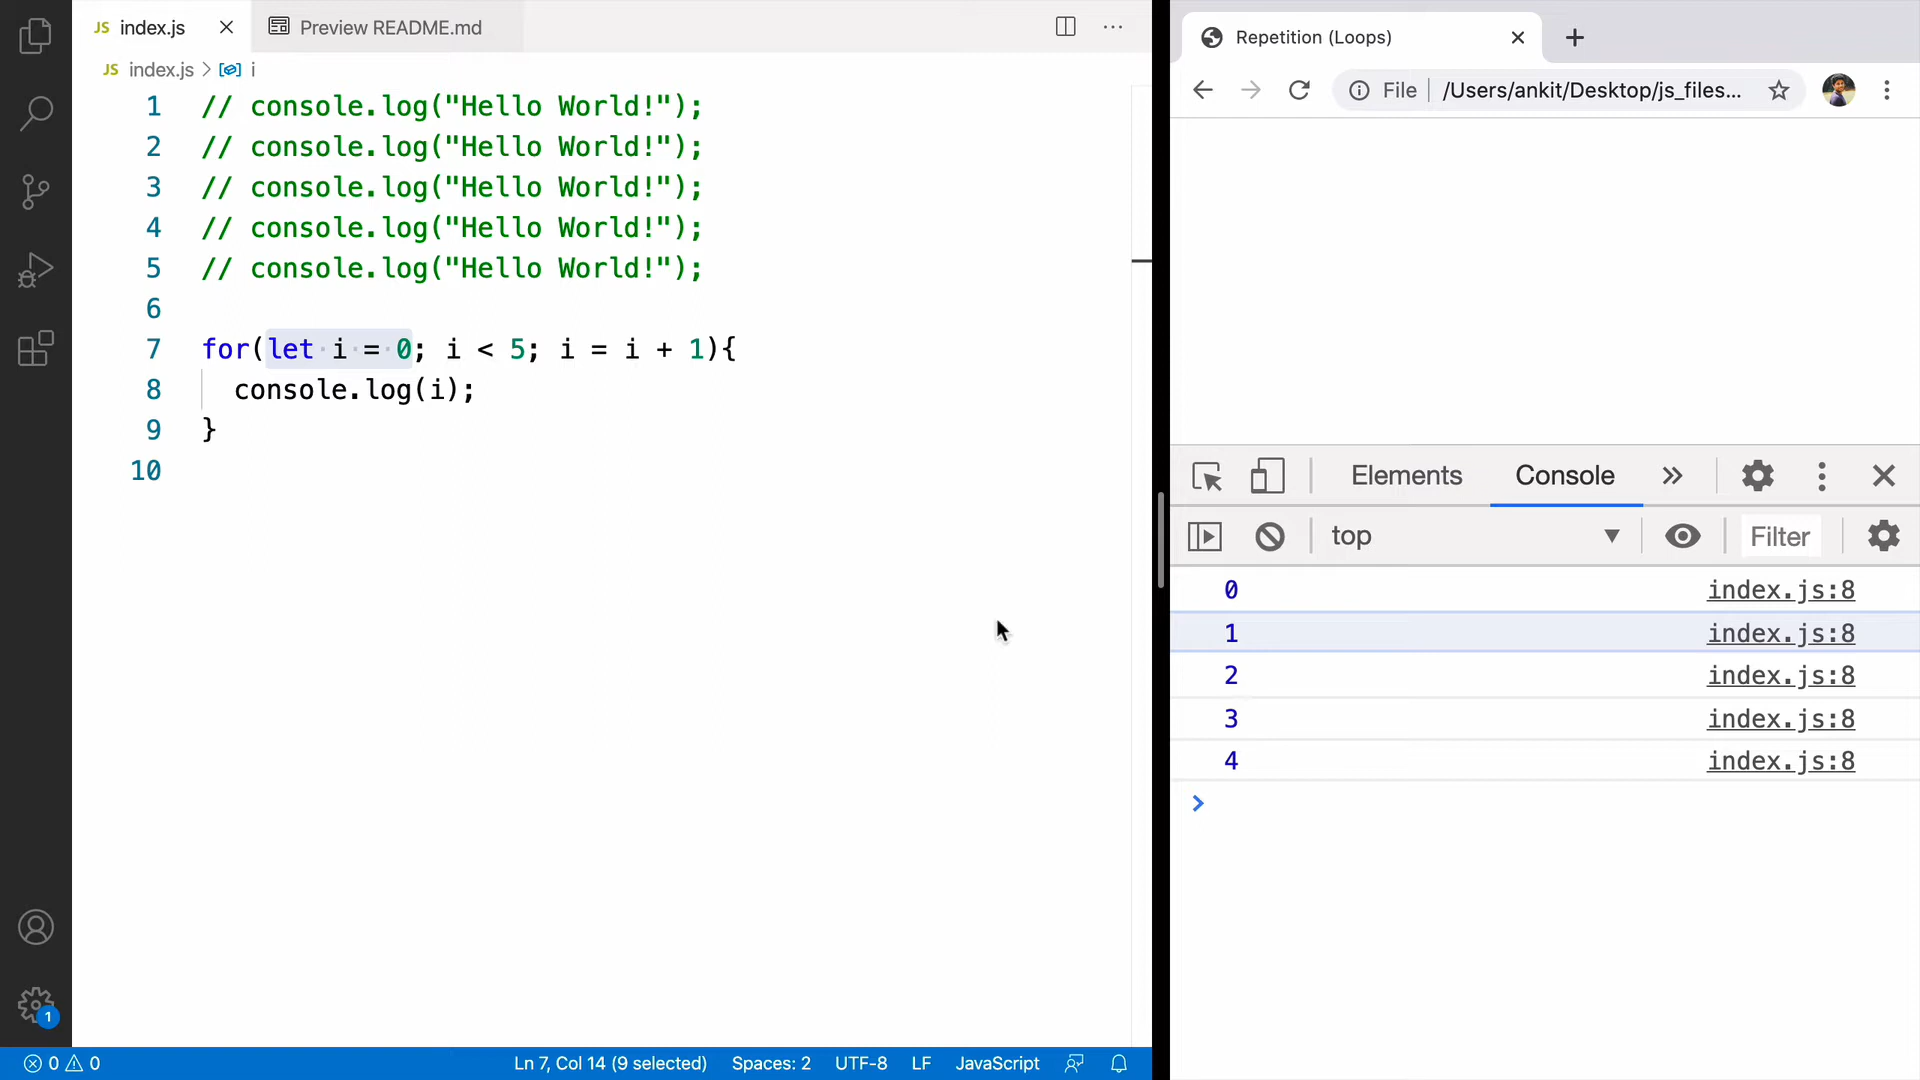 JS index.js
Preview README.md
JS index.js > i
1 // console.log("Hello World!");
2 // console.log("Hello World!");
3 // console.log("Hello World!");
4 // console.log("Hello World!");
5 // console.log("Hello World!");
6
7 for(let i = 0; i < 5; i = i + 1){
8 console.log(i);
9 }
10
1
0 0
Ln 7, Col 14 (9 selected) Spaces: 2 UTF-8 LF JavaScript
Repetition (Loops)
File /Users/ankit/Desktop/js_files...
Elements Console
top Filter
0 index.js:8
1 index.js:8
2 index.js:8
3 index.js:8
4 index.js:8